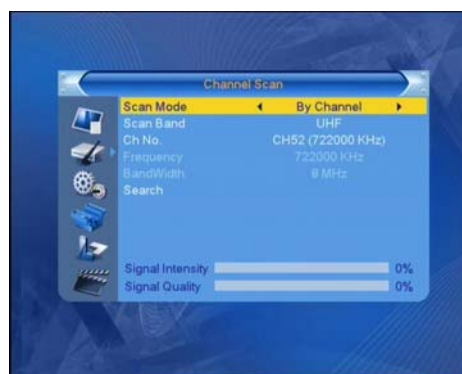 Channel Scan
Scan Mode By Channel
Scan Band UHF
Ch No. CH52 (722000 KHz)
Frequency 722000 KHz
BandWidth 8 MHz
Search
Signal Intensity 0%
Signal Quality 0%